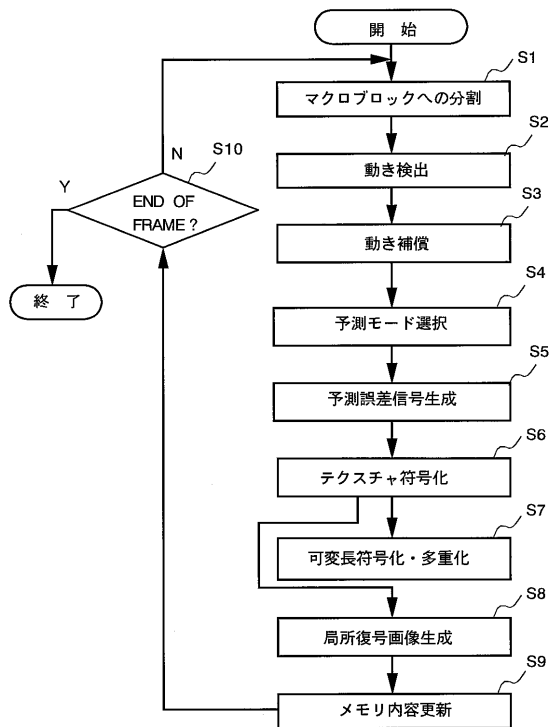 開 始
S1
マクロブロックへの分割
S2
動き検出
S3
動き補償
S4
予測モード選択
S5
予測誤差信号生成
S6
テクスチャ符号化
S7
可変長符号化・多重化
S8
局所復号画像生成
S9
メモリ内容更新
S10
N
Y
END OF
FRAME?
終 了